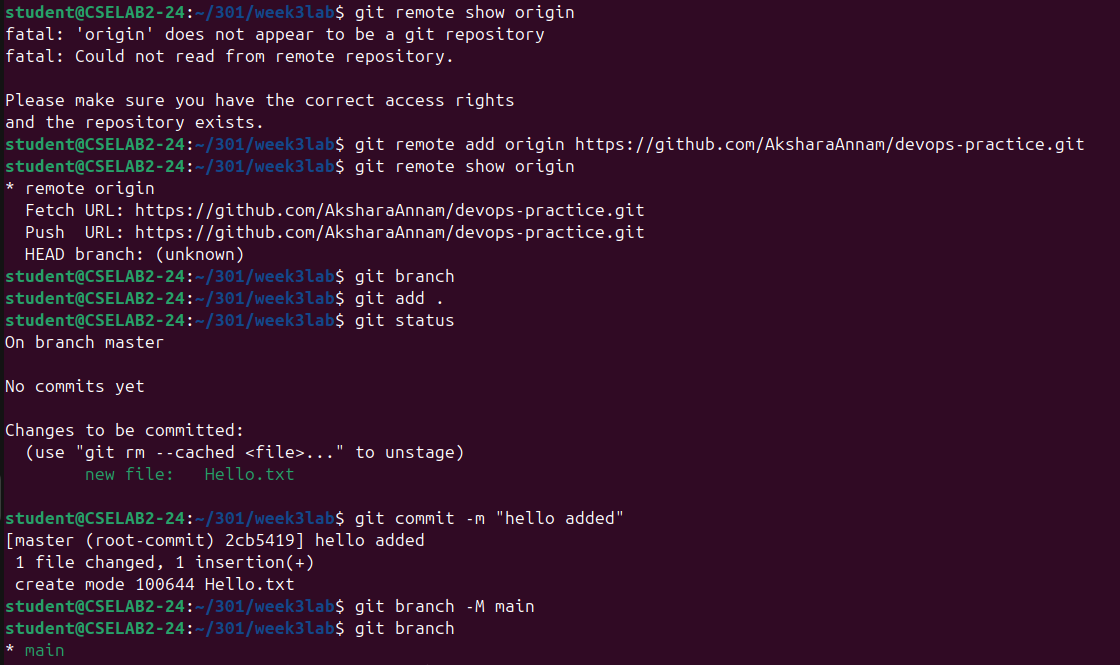 student@CSELAB2-24:~/301/week3lab$ git remote show origin
fatal: 'origin' does not appear to be a git repository
fatal: Could not read from remote repository.

Please make sure you have the correct access rights
and the repository exists.
student@CSELAB2-24:~/301/week3lab$ git remote add origin https://github.com/AksharaAnnam/devops-practice.git
student@CSELAB2-24:~/301/week3lab$ git remote show origin
* remote origin
  Fetch URL: https://github.com/AksharaAnnam/devops-practice.git
  Push  URL: https://github.com/AksharaAnnam/devops-practice.git
  HEAD branch: (unknown)
student@CSELAB2-24:~/301/week3lab$ git branch
student@CSELAB2-24:~/301/week3lab$ git add .
student@CSELAB2-24:~/301/week3lab$ git status
On branch master

No commits yet

Changes to be committed:
  (use "git rm --cached <file>..." to unstage)
        new file:   Hello.txt

student@CSELAB2-24:~/301/week3lab$ git commit -m "hello added"
[master (root-commit) 2cb5419] hello added
 1 file changed, 1 insertion(+)
 create mode 100644 Hello.txt
student@CSELAB2-24:~/301/week3lab$ git branch -M main
student@CSELAB2-24:~/301/week3lab$ git branch
* main